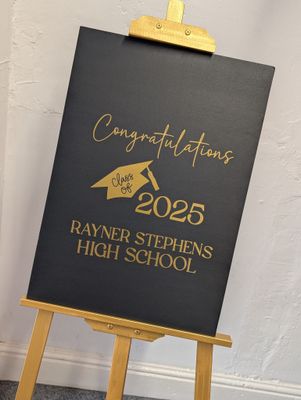 Congratulations
class
of
2025
RAYNER STEPHENS
HIGH SCHOOL